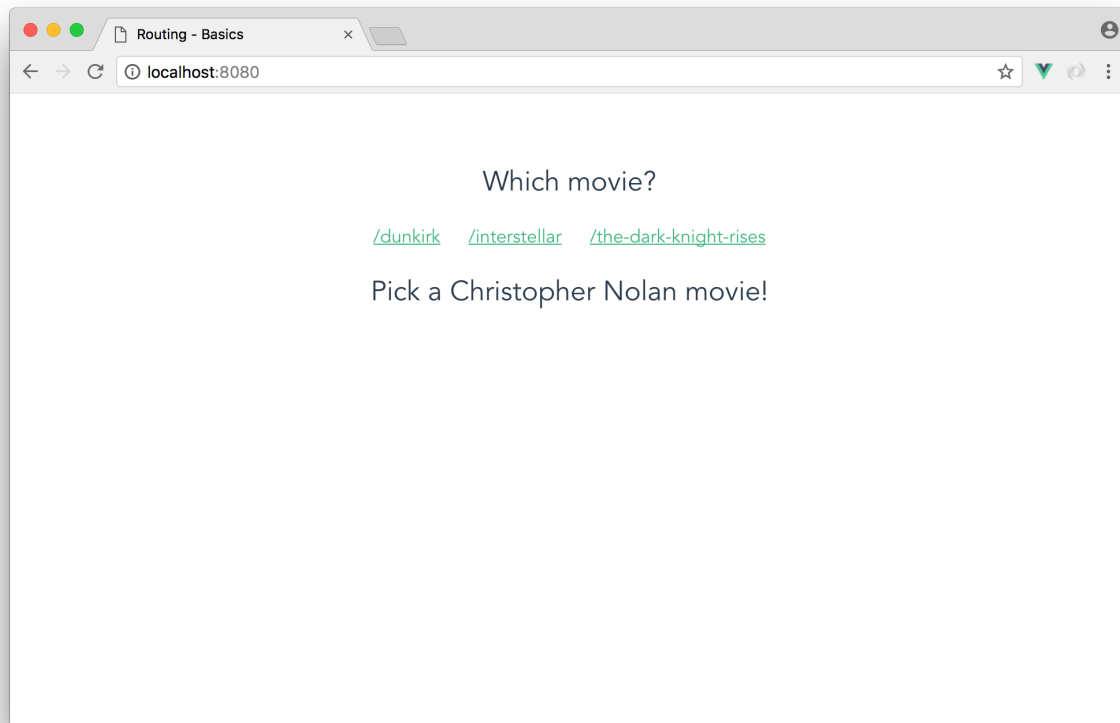 Routing - Basics
localhost:8080
Which movie?
/dunkirk /interstellar /the-dark-knight-rises
Pick a Christopher Nolan movie!